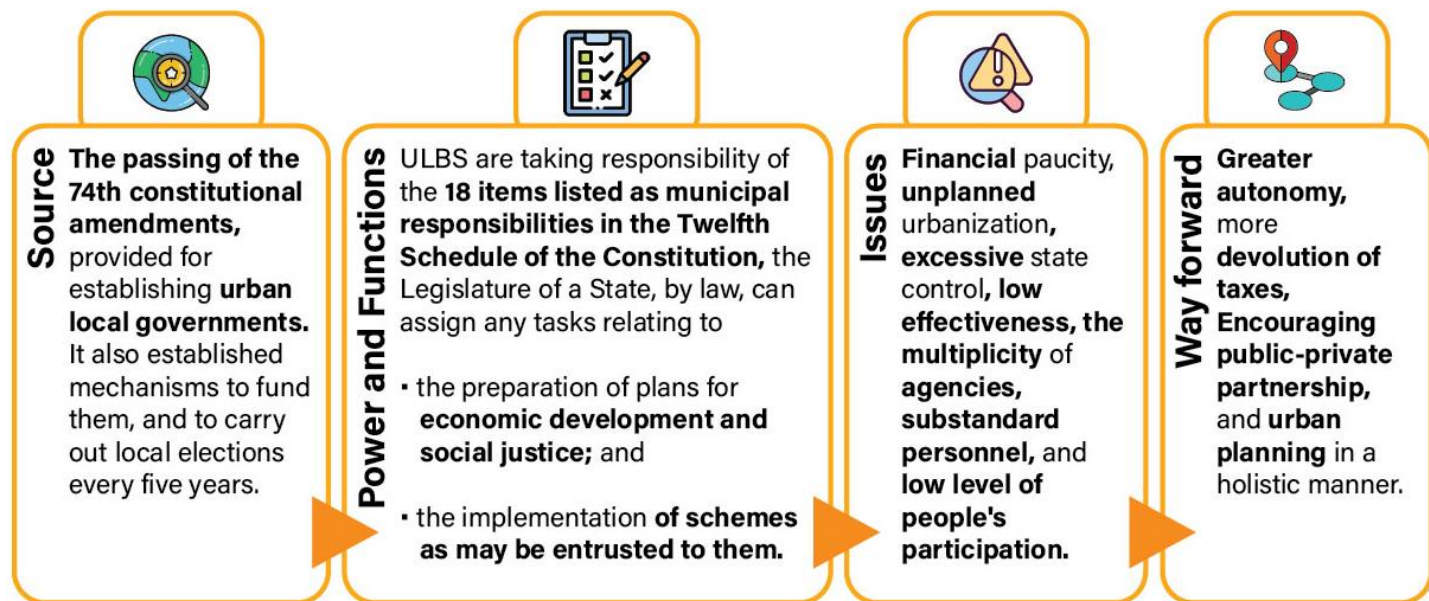 Source
The passing of the
74th constitutional
amendments,
provided for
establishing urban
local governments.
It also established
mechanisms to fund
them, and to carry
out local elections
every five years.
Power and Functions
ULBS are taking responsibility of
the 18 items listed as municipal
responsibilities in the Twelfth
Schedule of the Constitution, the
Legislature of a State, by law, can
assign any tasks relating to
▪ the preparation of plans for
economic development and
social justice; and
▪ the implementation of schemes
as may be entrusted to them.
Issues
Financial paucity,
unplanned
urbanization,
excessive state
control, low
effectiveness, the
multiplicity of
agencies,
substandard
personnel, and
low level of
people's
participation.
Way forward
Greater
autonomy,
more
devolution of
taxes,
Encouraging
public-private
partnership,
and urban
planning in a
holistic manner.